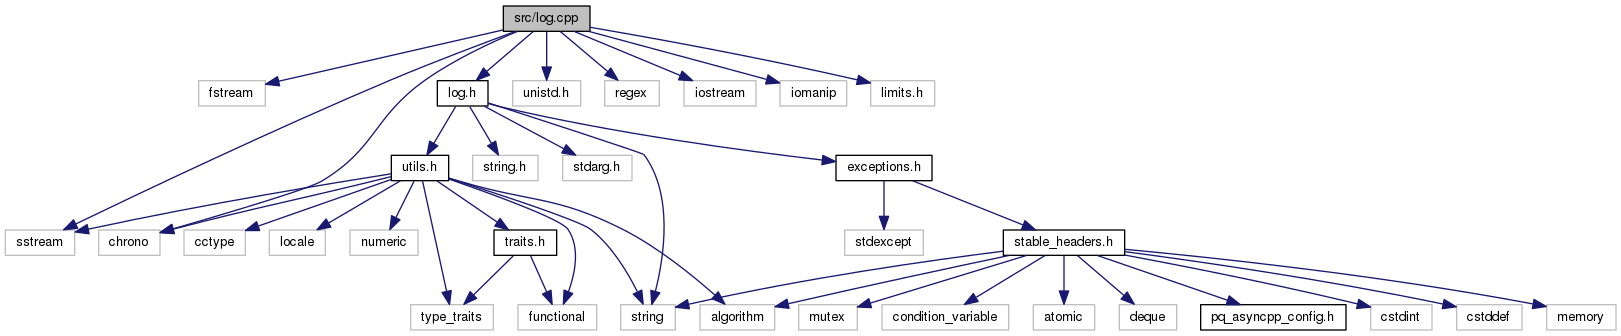 src/log.cpp
fstream
log.h
unistd.h
regex
iostream
iomanip
limits.h
utils.h
string.h
stdarg.h
exceptions.h
sstream
chrono
cctype
locale
numeric
traits.h
stdexcept
stable_headers.h
type_traits
functional
string
algorithm
mutex
condition_variable
atomic
deque
pq_asyncpp_config.h
cstdint
cstddef
memory